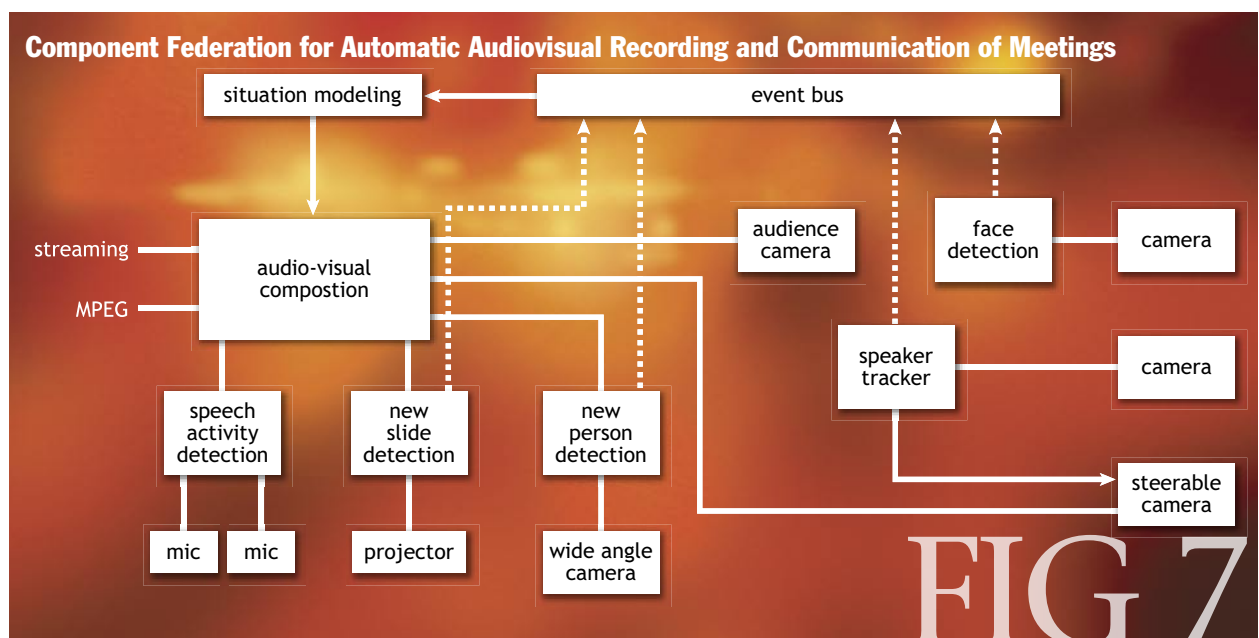 Component Federation for Automatic Audiovisual Recording and Communication of Meetings
situation modeling
event bus
streaming
MPEG
audio-visual
compostion
audience
camera
face
detection
camera
speaker
tracker
camera
speech
activity
detection
new
slide
detection
new
person
detection
steerable
camera
mic
mic
projector
wide angle
camera
FIG 7